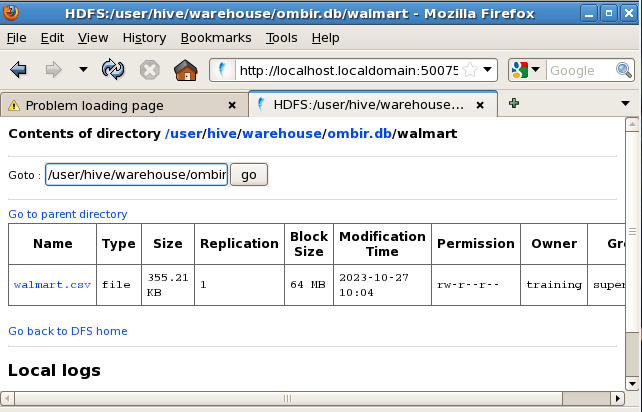 HDFS:/user/hive/warehouse/ombir.db/walmart - Mozilla Firefox
File Edit View History Bookmarks Tools Help
http://localhost.localdomain:50075 Google
Problem loading page HDFS:/user/hive/warehouse...
Contents of directory /user/hive/warehouse/ombir.db/walmart
Goto : /user/hive/warehouse/ombir go
Go to parent directory
Name Type Size Replication Block Size Modification Time Permission Owner Gr
walmart.csv file 355.21 KB 1 64 MB 2023-10-27 10:04 rw-r--r-- training super
Go back to DFS home
Local logs